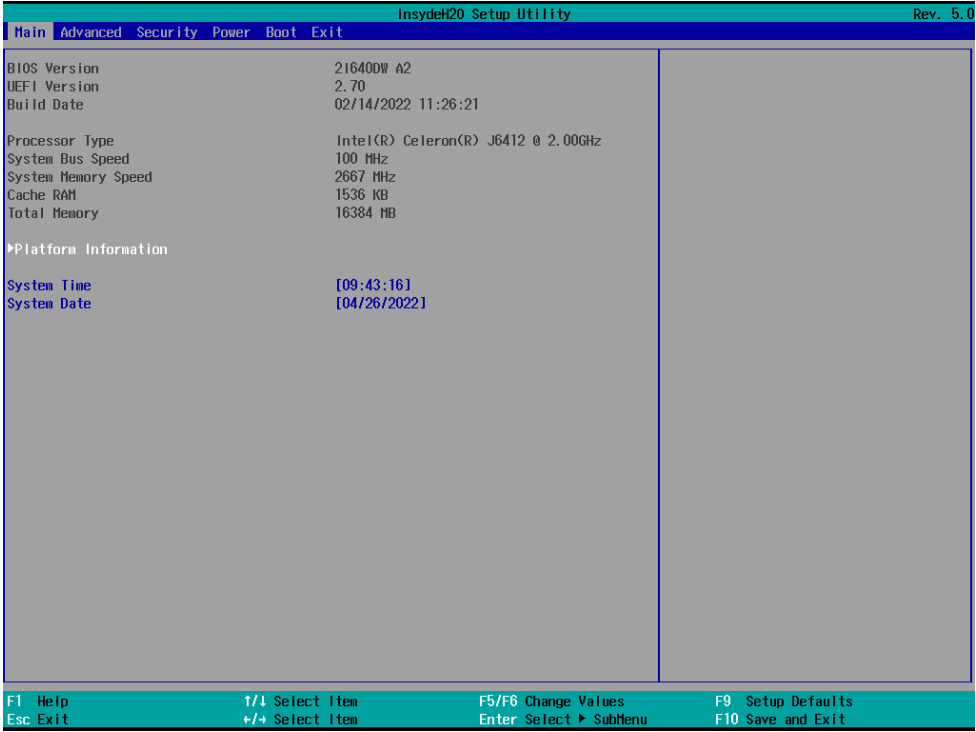 InsydeH20 Setup Utility Rev. 5.0
Main Advanced Security Power Boot Exit
BIOS Version 21640DW A2
UEFI Version 2.70
Build Date 02/14/2022 11:26:21
Processor Type Intel(R) Celeron(R) J6412 @ 2.00GHz
System Bus Speed 100 MHz
System Memory Speed 2667 MHz
Cache RAM 1536 KB
Total Memory 16384 MB
▶Platform Information
System Time [09:43:16]
System Date [04/26/2022]
F1 Help ↑/↓ Select Item F5/F6 Change Values F9 Setup Defaults
Esc Exit ←/→ Select Item Enter Select ▶ SubMenu F10 Save and Exit